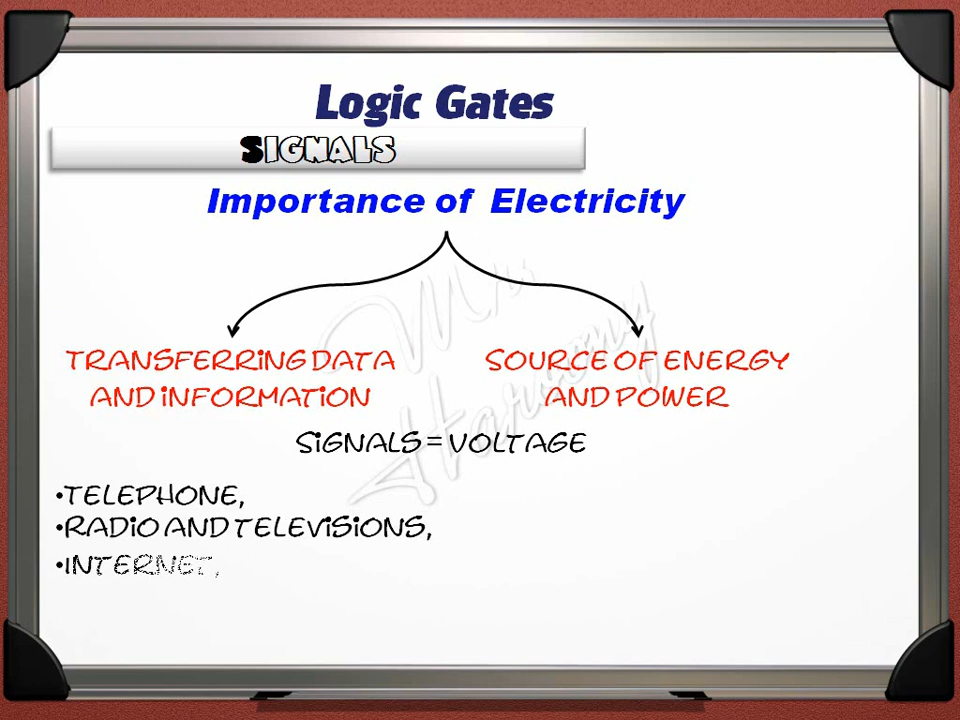 Logic Gates
SIGNALS
Importance of Electricity
TRANSFERRING DATA
AND INFORMATION
SOURCE OF ENERGY
AND POWER
SIGNALS = VOLTAGE
•TELEPHONE,
•RADIO AND TELEVISIONS,
•INTERNET,